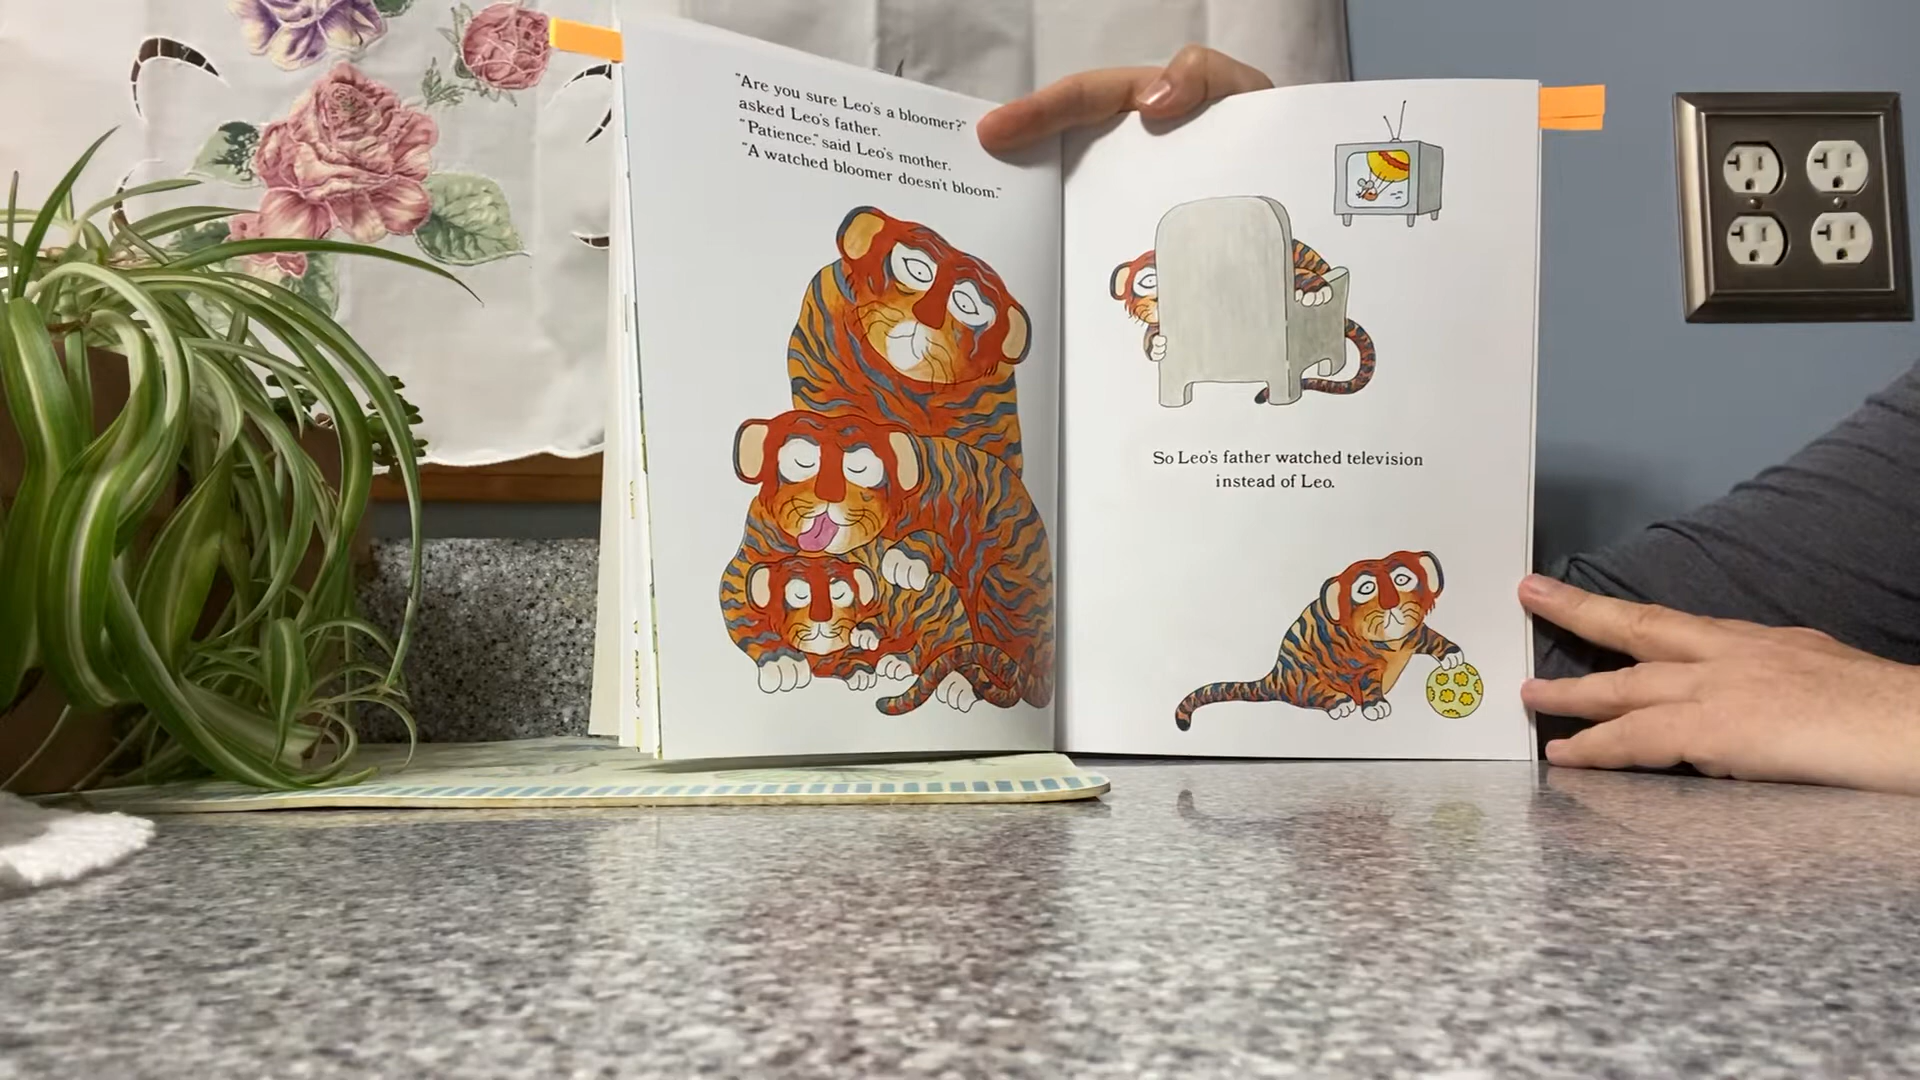 "Are you sure Leo's a bloomer?"
asked Leo's father.
"Patience," said Leo's mother.
"A watched bloomer doesn't bloom."
So Leo's father watched television
instead of Leo.